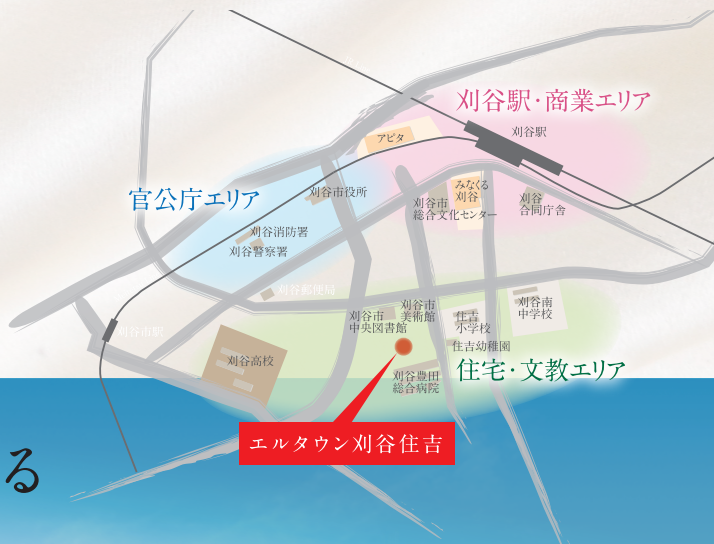 刈谷駅・商業エリア
刈谷駅
アピタ
官公庁エリア
刈谷市役所
みなくる
刈谷
刈谷市
総合文化センター
刈谷
合同庁舎
刈谷消防署
刈谷警察署
刈谷郵便局
刈谷市
中央図書館
刈谷市
美術館
住吉
小学校
刈谷南
中学校
刈谷市駅
住吉幼稚園
刈谷高校
刈谷豊田
総合病院
住宅・文教エリア
エルタウン刈谷住吉
る